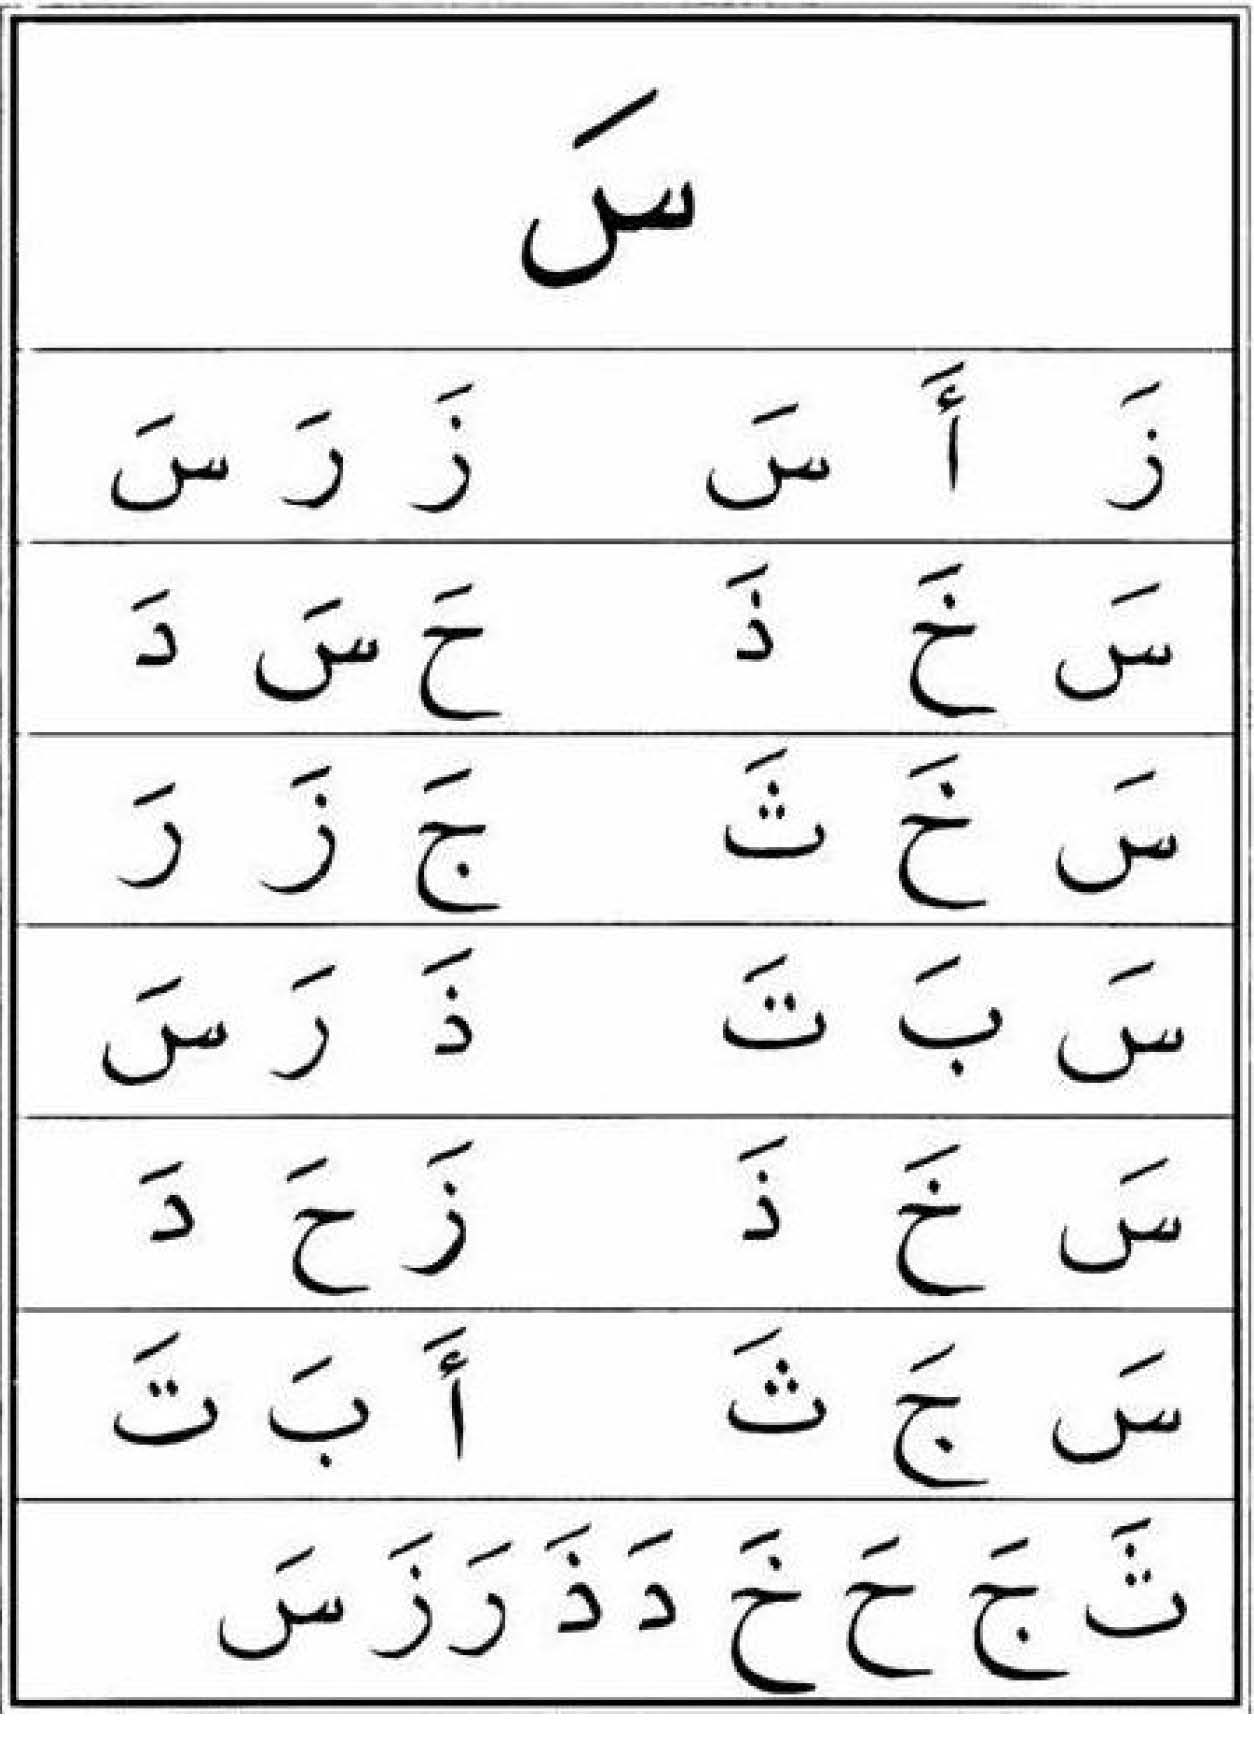 سَ
زَ أَ سَ زَ رَ سَ
سَ خَ ذَ حَ سَ دَ
سَ خَ ثَ جَ زَ رَ
سَ بَ تَ ذَ رَ سَ
سَ خَ ذَ زَ حَ دَ
سَ جَ ثَ أَ بَ تَ
ثَ جَ حَ خَ دَ ذَ رَ زَ سَ